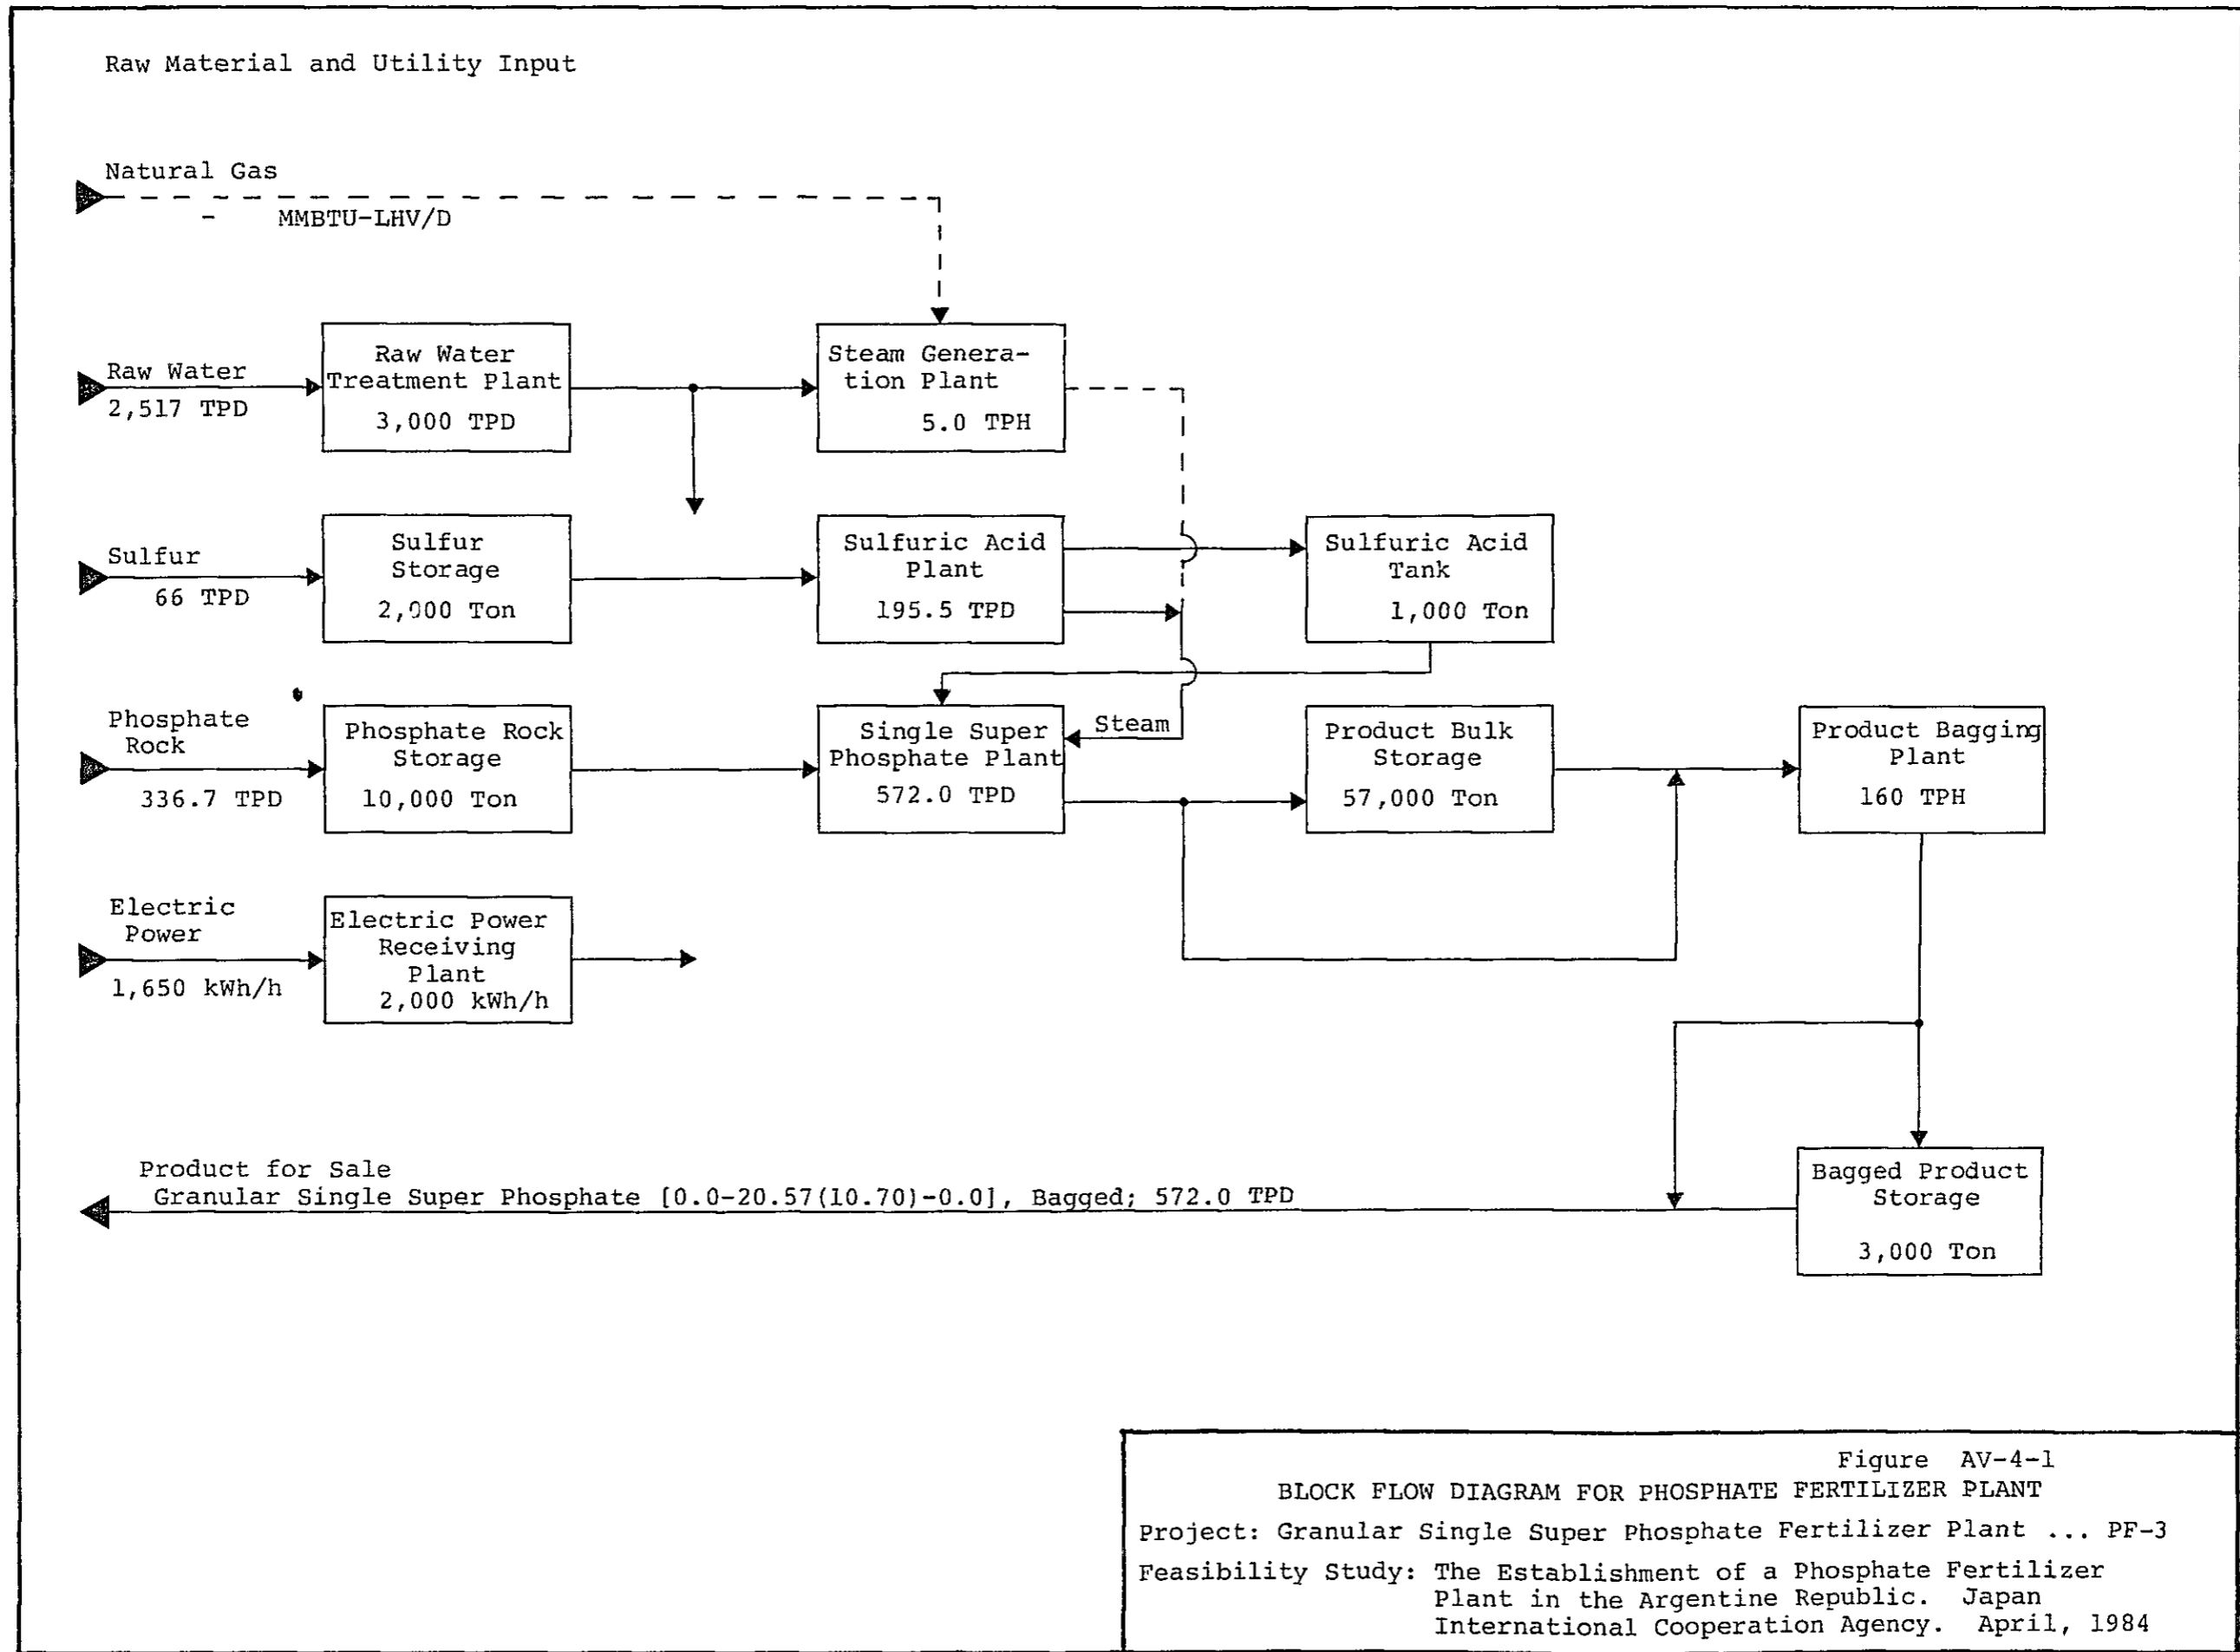 Raw Material and Utility Input
Natural Gas
- MMBTU-LHV/D
Raw Water
2,517 TPD
Raw Water
Treatment Plant
3,000 TPD
Steam Genera-
tion Plant
5.0 TPH
Sulfur
66 TPD
Sulfur
Storage
2,000 Ton
Sulfuric Acid
Plant
195.5 TPD
Sulfuric Acid
Tank
1,000 Ton
Phosphate
Rock
336.7 TPD
Phosphate Rock
Storage
10,000 Ton
Single Super
Phosphate Plant
572.0 TPD
Steam
Product Bulk
Storage
57,000 Ton
Product Bagging
Plant
160 TPH
Electric
Power
1,650 kWh/h
Electric Power
Receiving
Plant
2,000 kWh/h
Product for Sale
Granular Single Super Phosphate [0.0-20.57(10.70)-0.0], Bagged; 572.0 TPD
Bagged Product
Storage
3,000 Ton
Figure AV-4-1
BLOCK FLOW DIAGRAM FOR PHOSPHATE FERTILIZER PLANT
Project: Granular Single Super Phosphate Fertilizer Plant ... PF-3
Feasibility Study: The Establishment of a Phosphate Fertilizer
Plant in the Argentine Republic. Japan
International Cooperation Agency. April, 1984